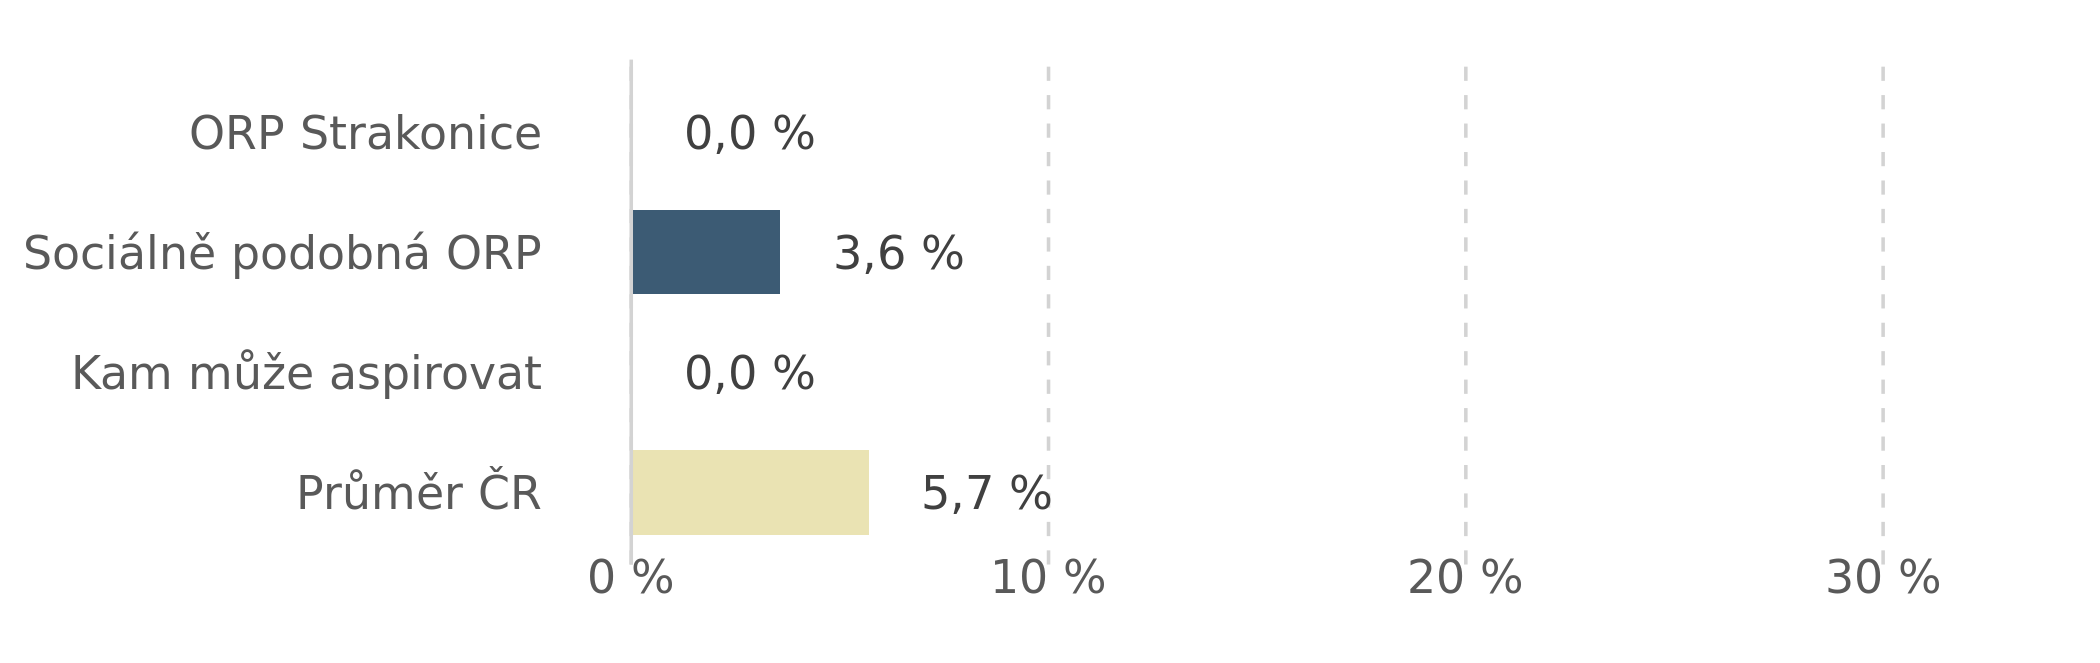 ORP Strakonice 0,0 %
Sociálně podobná ORP 3,6 %
Kam může aspirovat 0,0 %
Průměr ČR 5,7 %
0 % 10 % 20 % 30 %